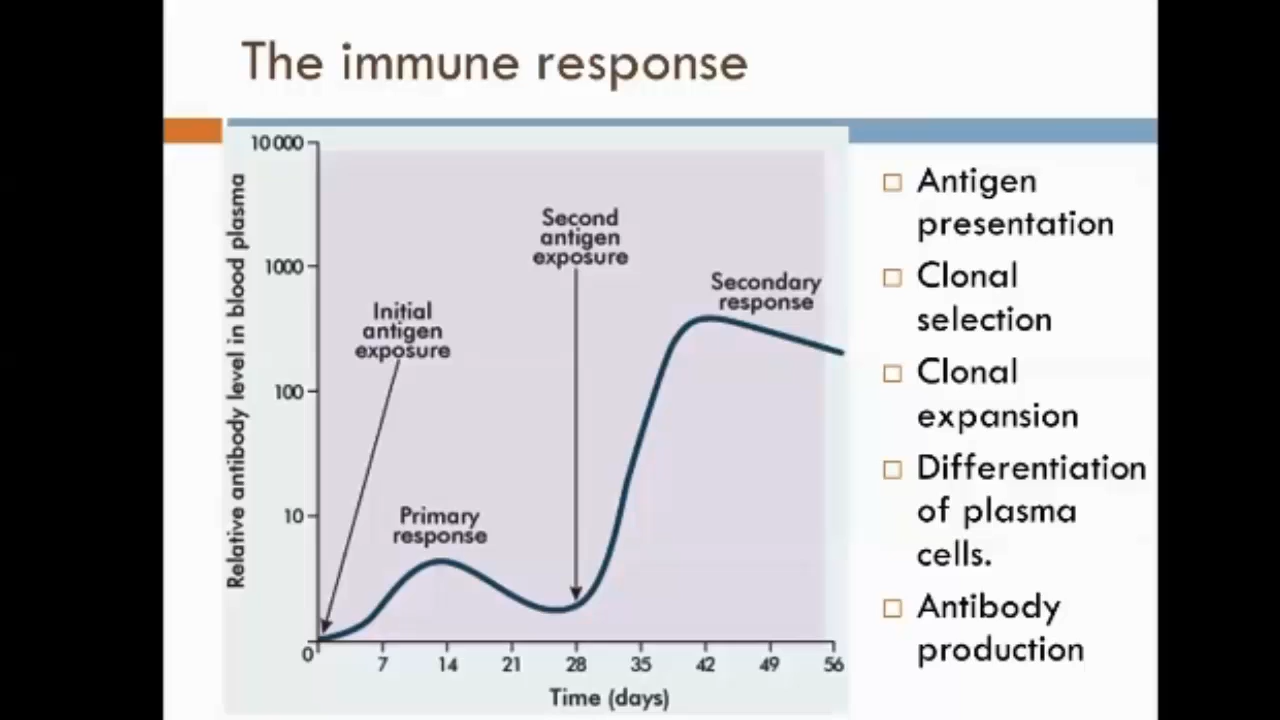 The immune response
10 000
1000
100
10
0
Relative antibody level in blood plasma
Initial
antigen
exposure
Primary
response
Second
antigen
exposure
Secondary
response
7 14 21 28 35 42 49 56
Time (days)
Antigen
presentation
Clonal
selection
Clonal
expansion
Differentiation
of plasma
cells.
Antibody
production